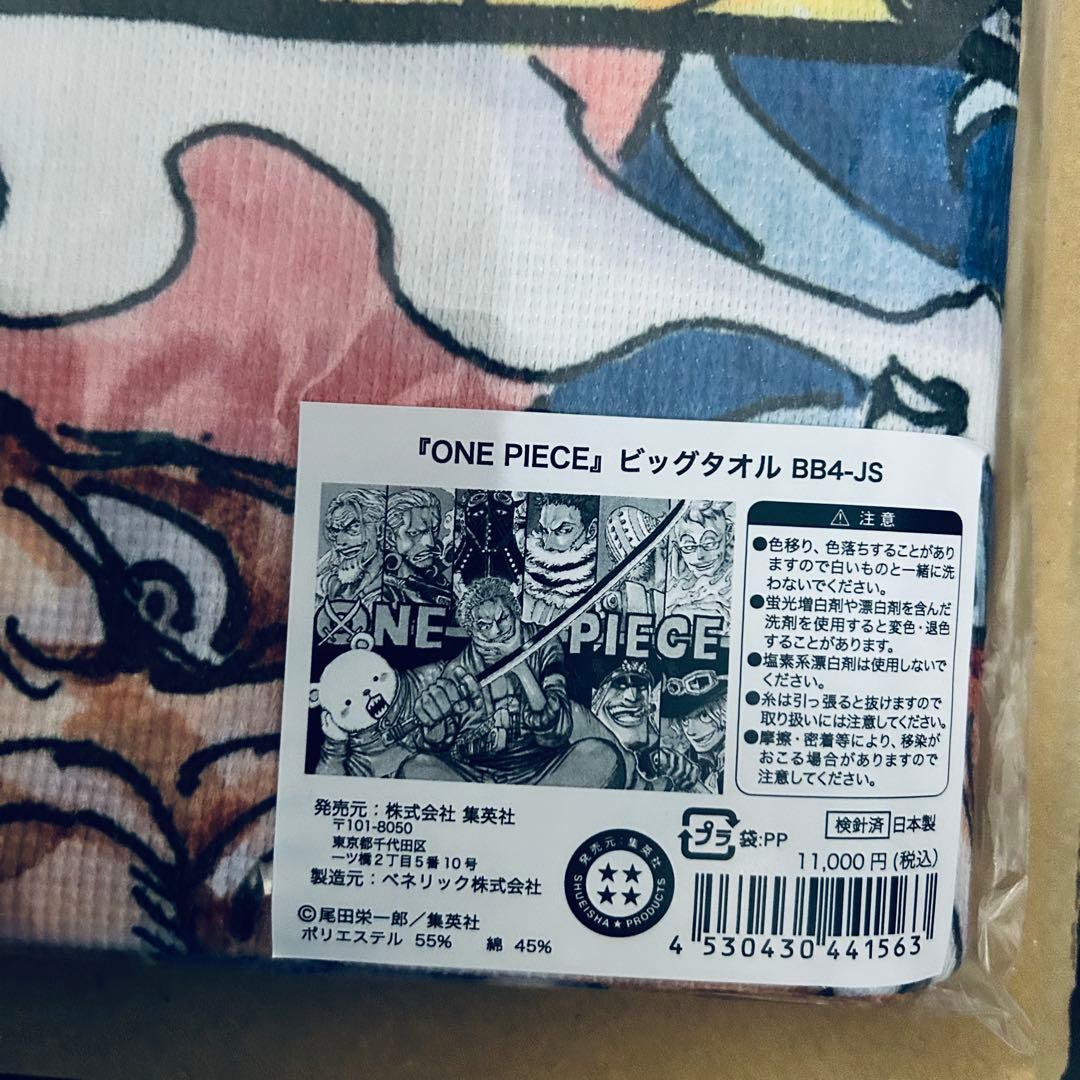 『ONE PIECE』ビッグタオル BB4-JS
ONE PIECE
⚠ 注意
●色移り、色落ちすることがあり
ますので白いものと一緒に洗
わないでください。
●蛍光増白剤や漂白剤を含んだ
洗剤を使用すると変色・退色
することがあります。
●塩素系漂白剤は使用しないで
ください。
●糸は引っ張ると抜けますので
取り扱いには注意してください。
●摩擦・密着等により、移染が
おこる場合がありますので
注意してください。
発売元：株式会社 集英社
〒101-8050
東京都千代田区
一ツ橋2丁目5番10号
製造元：ベネリック株式会社
©尾田栄一郎／集英社
ポリエステル 55% 綿 45%
発売元：集英社
SHUEISHA★PRODUCTS
プラ 袋:PP
検針済 日本製
11,000円(税込)
4 530430 441563